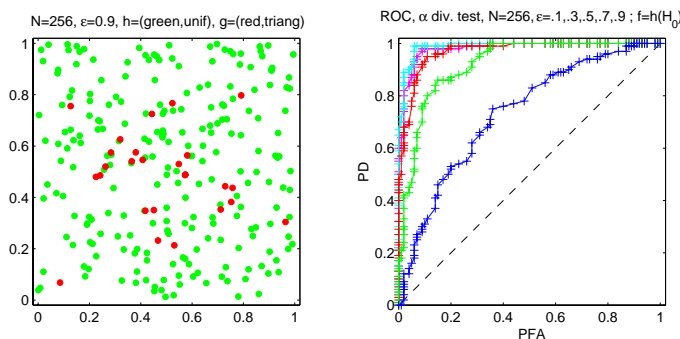 N=256, ε=0.9, h=(green,unif), g=(red,triang)
1
0.8
0.6
0.4
0.2
0
0 0.2 0.4 0.6 0.8 1
ROC, α div. test, N=256,ε=.1,.3,.5,.7,.9 ; f=h(H₀)
1
0.8
0.6
0.4
0.2
0
PD
0 0.2 0.4 0.6 0.8 1
PFA